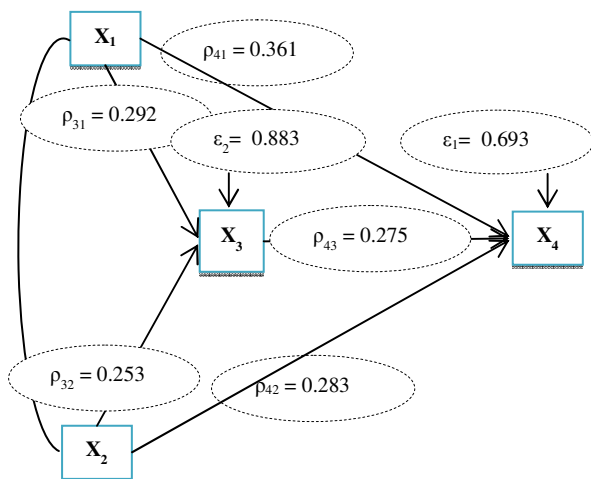 X₁
ρ₄₁ = 0.361
ρ₃₁ = 0.292
ε₂= 0.883
ε₁= 0.693
X₃
ρ₄₃ = 0.275
X₄
ρ₃₂ = 0.253
ρ₄₂ = 0.283
X₂